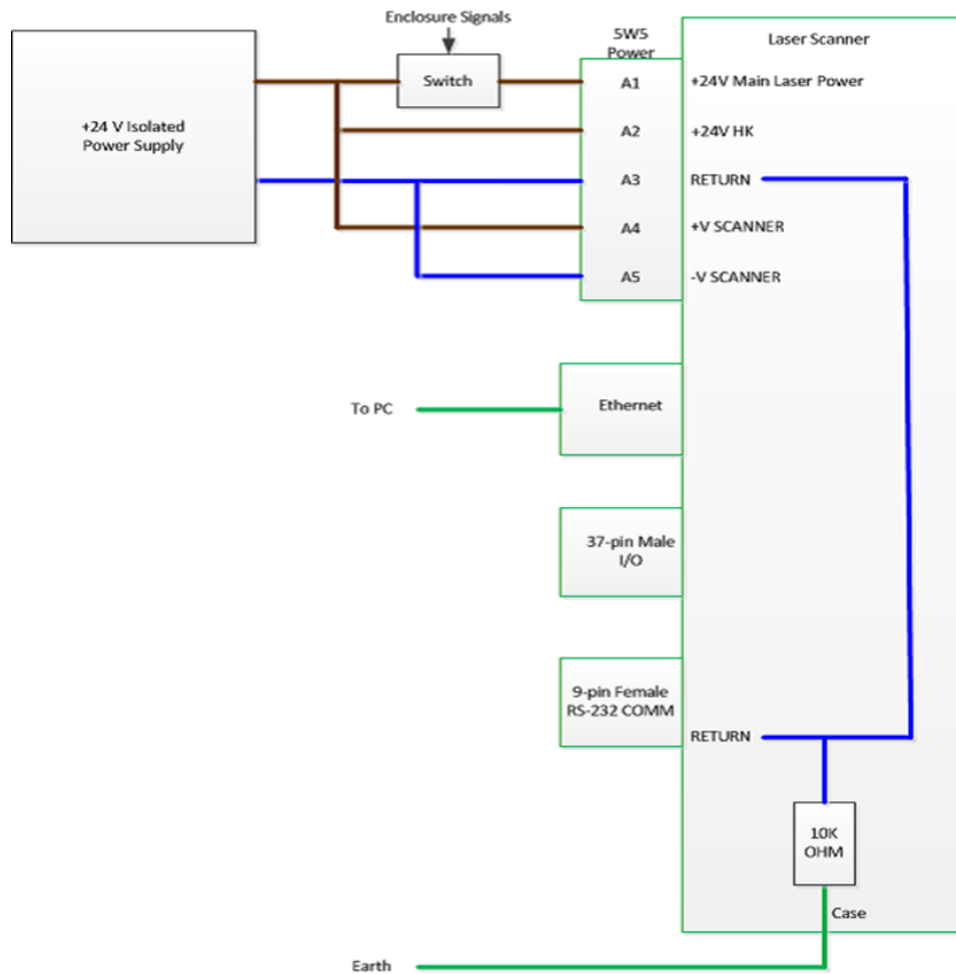 Enclosure Signals
5W5
Power
Laser Scanner
+24 V Isolated
Power Supply
Switch
A1
+24V Main Laser Power
A2
+24V HK
A3
RETURN
A4
+V SCANNER
A5
-V SCANNER
To PC
Ethernet
37-pin Male
I/O
9-pin Female
RS-232 COMM
RETURN
10K
OHM
Case
Earth